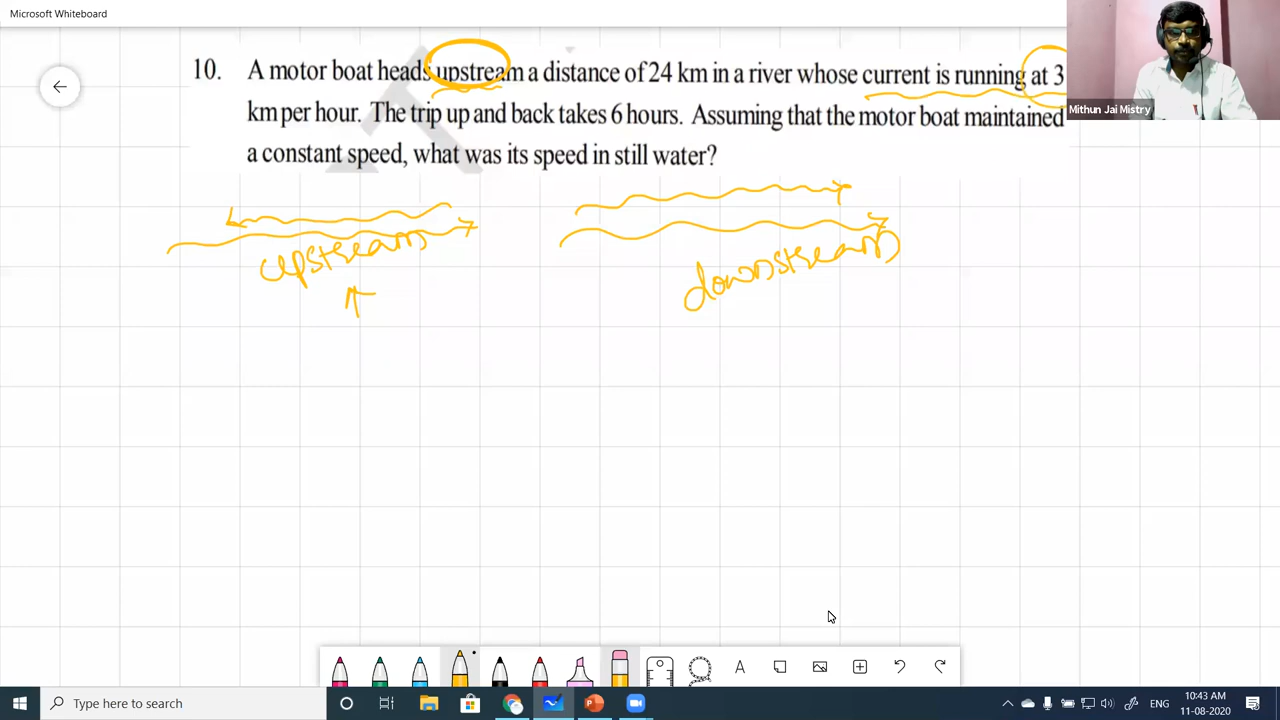 Microsoft Whiteboard
10. A motor boat heads upstream a distance of 24 km in a river whose current is running at 3
km per hour. The trip up and back takes 6 hours. Assuming that the motor boat maintained
a constant speed, what was its speed in still water?
Mithun Jai Mistry
upstream
downstream
A
Type here to search
ENG
10:43 AM
11-08-2020